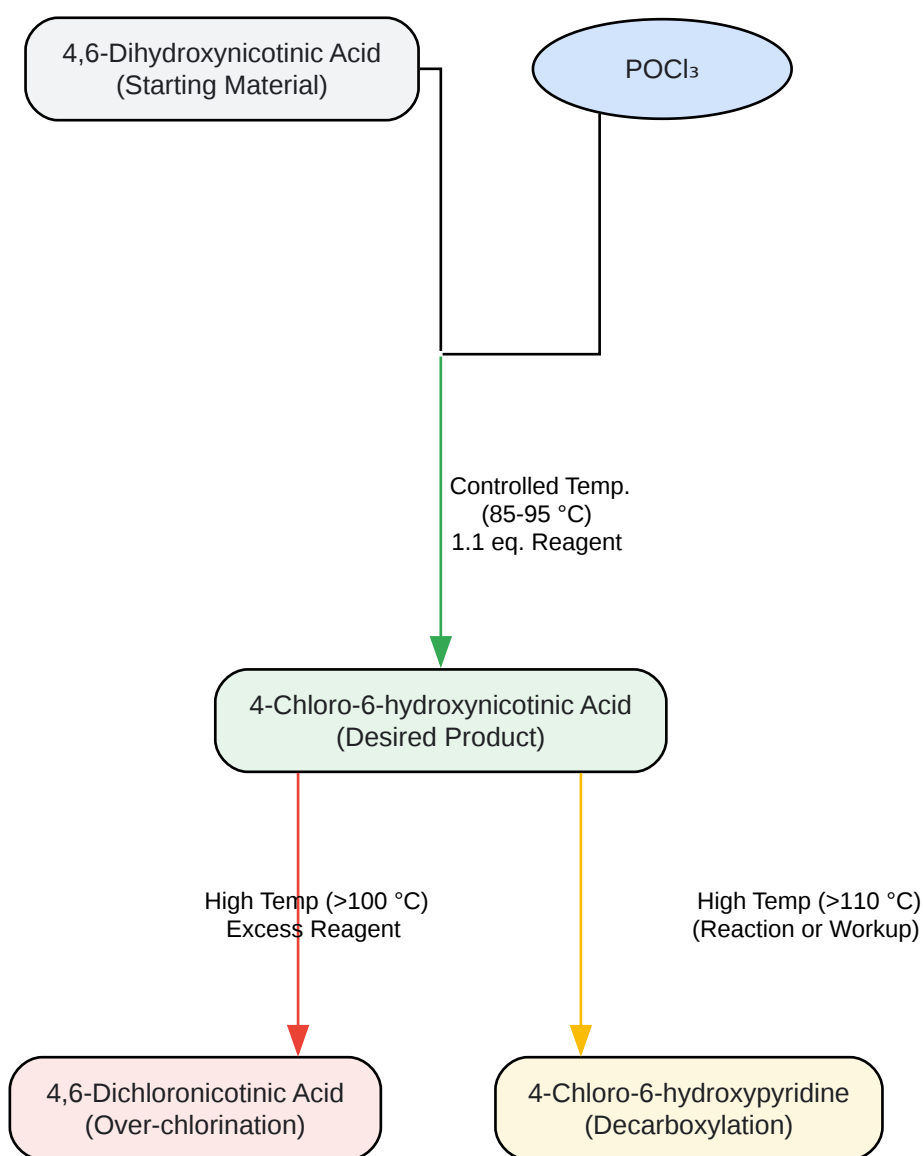 4,6-Dihydroxynicotinic Acid
(Starting Material)
POCl₃
Controlled Temp.
(85-95 °C)
1.1 eq. Reagent
4-Chloro-6-hydroxynicotinic Acid
(Desired Product)
High Temp (>100 °C)
Excess Reagent
High Temp (>110 °C)
(Reaction or Workup)
4,6-Dichloronicotinic Acid
(Over-chlorination)
4-Chloro-6-hydroxypyridine
(Decarboxylation)